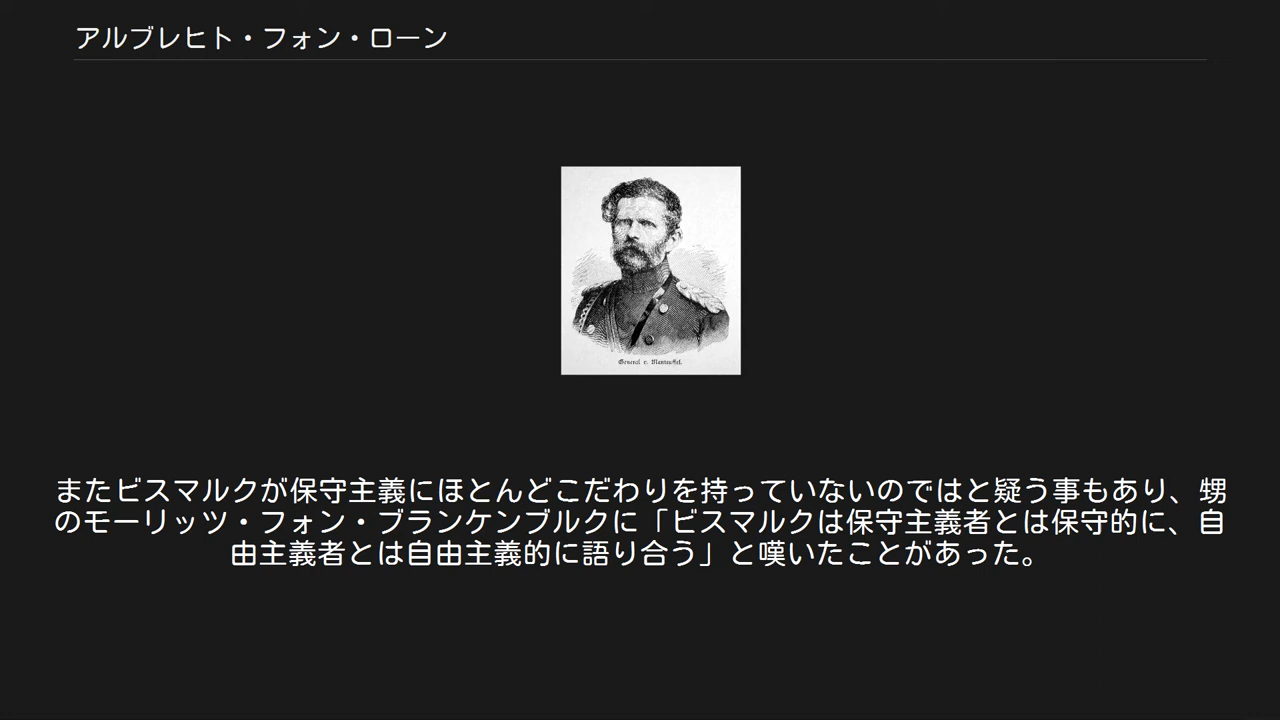 アルブレヒト・フォン・ローン
General v. Manteuffel.
またビスマルクが保守主義にほとんどこだわりを持っていないのではと疑う事もあり、甥
のモーリッツ・フォン・ブランケンブルクに「ビスマルクは保守主義者とは保守的に、自
由主義者とは自由主義的に語り合う」と嘆いたことがあった。